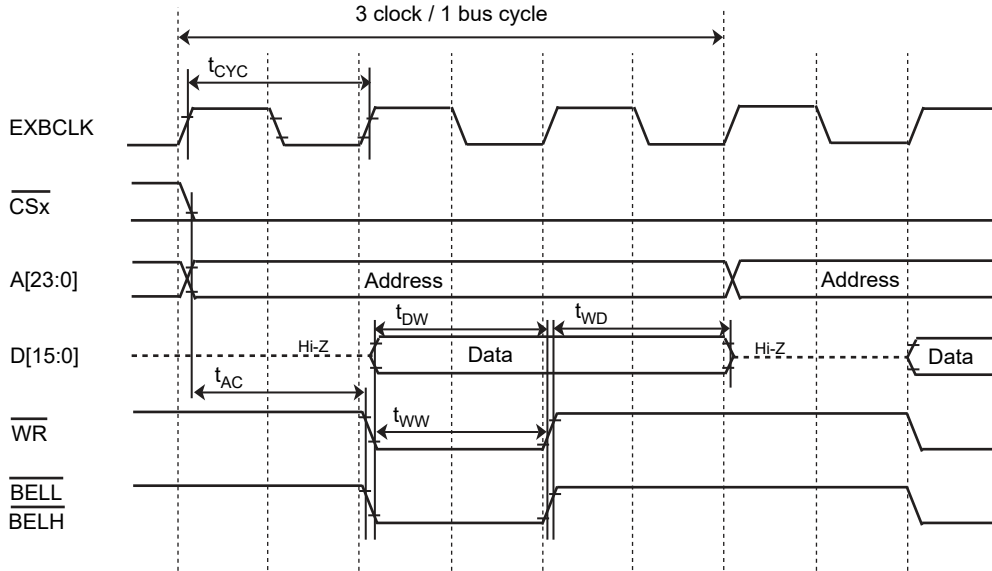 3 clock / 1 bus cycle
tCYC
EXBCLK
CSx
A[23:0]
Address
Address
tDW
tWD
D[15:0]
Hi-Z
Data
Hi-Z
Data
tAC
tWW
WR
BELL
BELH